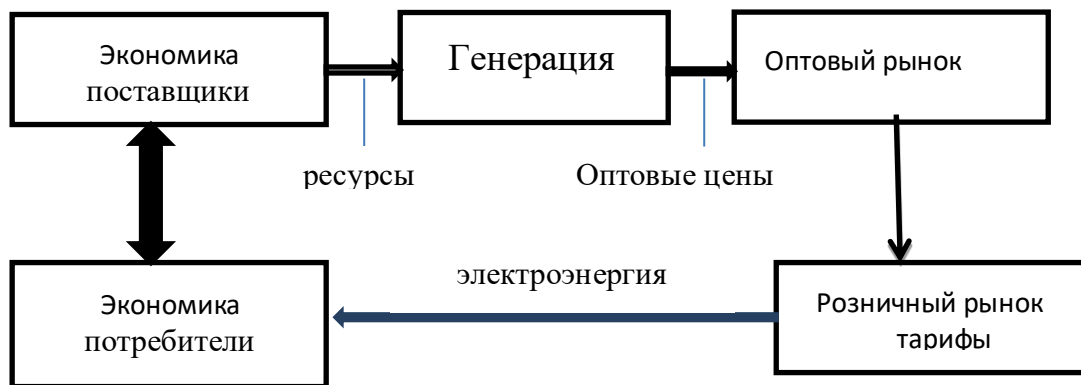 Экономика
поставщики
Генерация
Оптовый рынок
ресурсы
Оптовые цены
электроэнергия
Экономика
потребители
Розничный рынок
тарифы